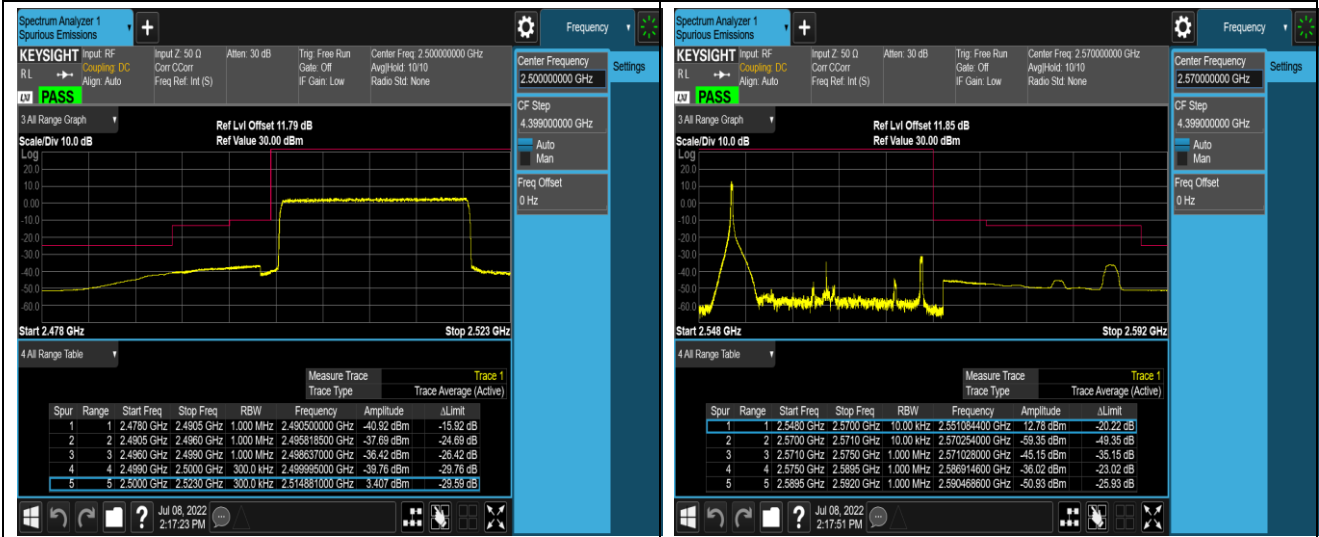 Spectrum Analyzer 1
Spurious Emissions
+
Frequency
KEYSIGHT Input: RF Input Z: 50 Ω Atten: 30 dB Trig: Free Run Center Freq: 2.500000000 GHz
RL Coupling: DC Corr CCorr Gate: Off Avg|Hold: 10/10
Align: Auto Freq Ref: Int (S) IF Gain: Low Radio Std: None
PASS
Center Frequency
2.500000000 GHz
Settings
CF Step
4.399000000 GHz
Auto
Man
Freq Offset
0 Hz
3 All Range Graph
Ref Lvl Offset 11.79 dB
Scale/Div 10.0 dB Ref Value 30.00 dBm
Log
20.0
10.0
0.00
-10.0
-20.0
-30.0
-40.0
-50.0
-60.0
Start 2.478 GHz Stop 2.523 GHz
4 All Range Table
Measure Trace Trace 1
Trace Type Trace Average (Active)
Spur Range Start Freq Stop Freq RBW Frequency Amplitude ΔLimit
1 1 2.4780 GHz 2.4905 GHz 1.000 MHz 2.490500000 GHz -40.92 dBm -15.92 dB
2 2 2.4905 GHz 2.4960 GHz 1.000 MHz 2.495818500 GHz -37.69 dBm -24.69 dB
3 3 2.4960 GHz 2.4990 GHz 1.000 MHz 2.498637000 GHz -36.42 dBm -26.42 dB
4 4 2.4990 GHz 2.5000 GHz 300.0 kHz 2.499995000 GHz -39.76 dBm -29.76 dB
5 5 2.5000 GHz 2.5230 GHz 300.0 kHz 2.514881000 GHz 3.407 dBm -29.59 dB
?
Jul 08, 2022
2:17:23 PM
Spectrum Analyzer 1
Spurious Emissions
+
Frequency
KEYSIGHT Input: RF Input Z: 50 Ω Atten: 30 dB Trig: Free Run Center Freq: 2.570000000 GHz
RL Coupling: DC Corr CCorr Gate: Off Avg|Hold: 10/10
Align: Auto Freq Ref: Int (S) IF Gain: Low Radio Std: None
PASS
Center Frequency
2.570000000 GHz
Settings
CF Step
4.399000000 GHz
Auto
Man
Freq Offset
0 Hz
3 All Range Graph
Ref Lvl Offset 11.85 dB
Scale/Div 10.0 dB Ref Value 30.00 dBm
Log
20.0
10.0
0.00
-10.0
-20.0
-30.0
-40.0
-50.0
-60.0
Start 2.548 GHz Stop 2.592 GHz
4 All Range Table
Measure Trace Trace 1
Trace Type Trace Average (Active)
Spur Range Start Freq Stop Freq RBW Frequency Amplitude ΔLimit
1 1 2.5480 GHz 2.5700 GHz 10.00 kHz 2.551084400 GHz 12.78 dBm -20.22 dB
2 2 2.5700 GHz 2.5710 GHz 10.00 kHz 2.570254000 GHz -59.35 dBm -49.35 dB
3 3 2.5710 GHz 2.5750 GHz 1.000 MHz 2.571028000 GHz -45.15 dBm -35.15 dB
4 4 2.5750 GHz 2.5895 GHz 1.000 MHz 2.586914600 GHz -36.02 dBm -23.02 dB
5 5 2.5895 GHz 2.5920 GHz 1.000 MHz 2.590468600 GHz -50.93 dBm -25.93 dB
?
Jul 08, 2022
2:17:51 PM